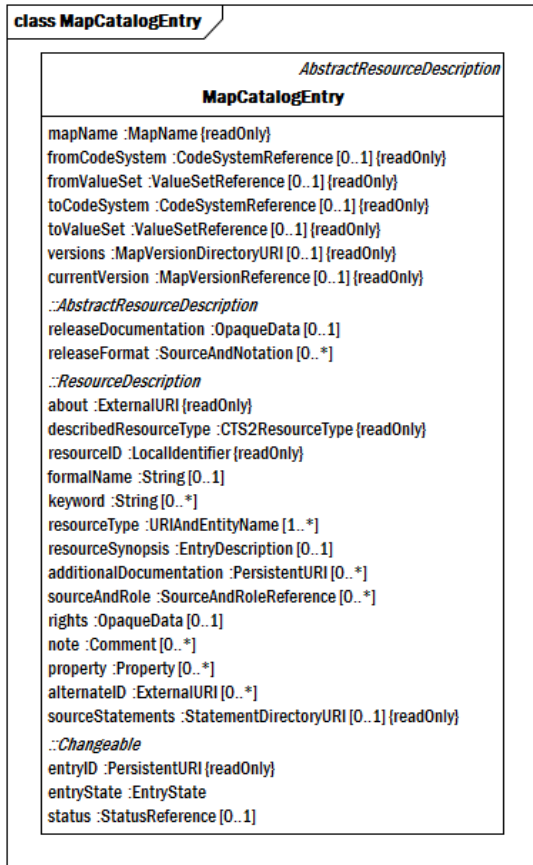 class MapCatalogEntry
AbstractResourceDescription
MapCatalogEntry
mapName :MapName {readOnly}
fromCodeSystem :CodeSystemReference [0..1] {readOnly}
fromValueSet :ValueSetReference [0..1] {readOnly}
toCodeSystem :CodeSystemReference [0..1] {readOnly}
toValueSet :ValueSetReference [0..1] {readOnly}
versions :MapVersionDirectoryURI [0..1] {readOnly}
currentVersion :MapVersionReference [0..1] {readOnly}
::AbstractResourceDescription
releaseDocumentation :OpaqueData [0..1]
releaseFormat :SourceAndNotation [0..*]
::ResourceDescription
about :ExternalURI {readOnly}
describedResourceType :CTS2ResourceType {readOnly}
resourceID :LocalIdentifier {readOnly}
formalName :String [0..1]
keyword :String [0..*]
resourceType :URIAndEntityName [1..*]
resourceSynopsis :EntryDescription [0..1]
additionalDocumentation :PersistentURI [0..*]
sourceAndRole :SourceAndRoleReference [0..*]
rights :OpaqueData [0..1]
note :Comment [0..*]
property :Property [0..*]
alternateID :ExternalURI [0..*]
sourceStatements :StatementDirectoryURI [0..1] {readOnly}
::Changeable
entryID :PersistentURI {readOnly}
entryState :EntryState
status :StatusReference [0..1]